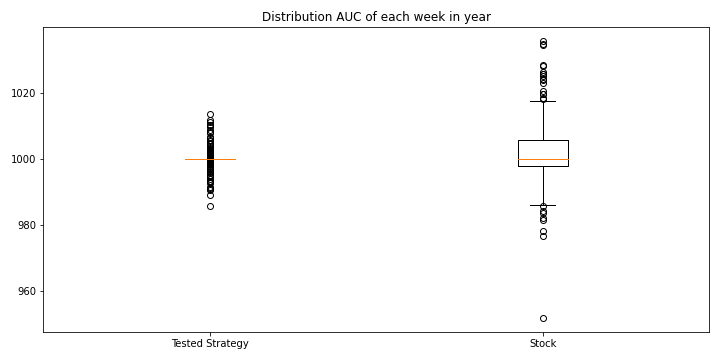 Distribution AUC of each week in year
1020
1000
980
960
Tested Strategy
Stock